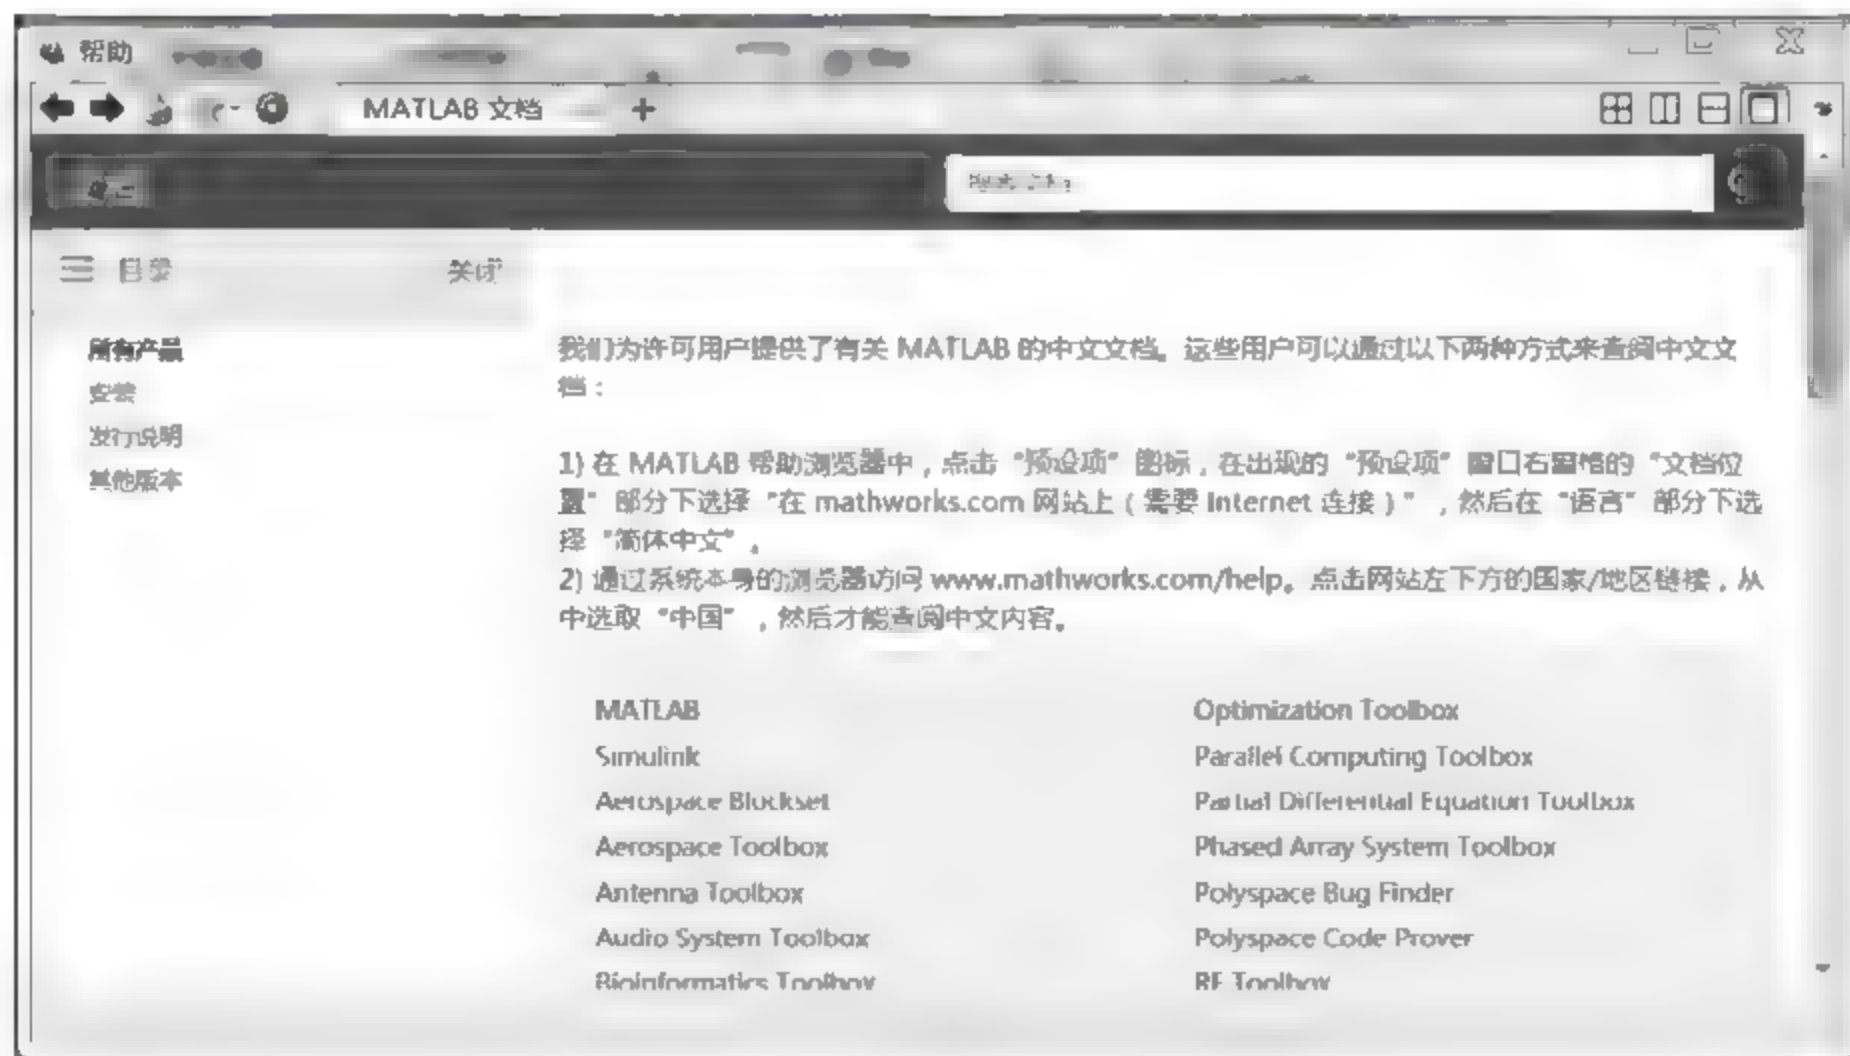 帮助
MATLAB 文档
+
目录
关闭
所有产品
安装
发行说明
其他版本
我们为许可用户提供了有关 MATLAB 的中文文档。这些用户可以通过以下两种方式来查阅中文文
档：
1) 在 MATLAB 帮助浏览器中，点击“预设项”图标，在出现的“预设项”窗口右窗格的“文档位
置”部分下选择“在 mathworks.com 网站上（需要 Internet 连接）”，然后在“语言”部分下选
择“简体中文”。
2) 通过系统本身的浏览器访问 www.mathworks.com/help。点击网站左下方的国家/地区链接，从
中选取“中国”，然后才能查阅中文内容。
MATLAB
Simulink
Aerospace Blockset
Aerospace Toolbox
Antenna Toolbox
Audio System Toolbox
Bioinformatics Toolbox
Optimization Toolbox
Parallel Computing Toolbox
Partial Differential Equation Toolbox
Phased Array System Toolbox
Polyspace Bug Finder
Polyspace Code Prover
RF Toolbox